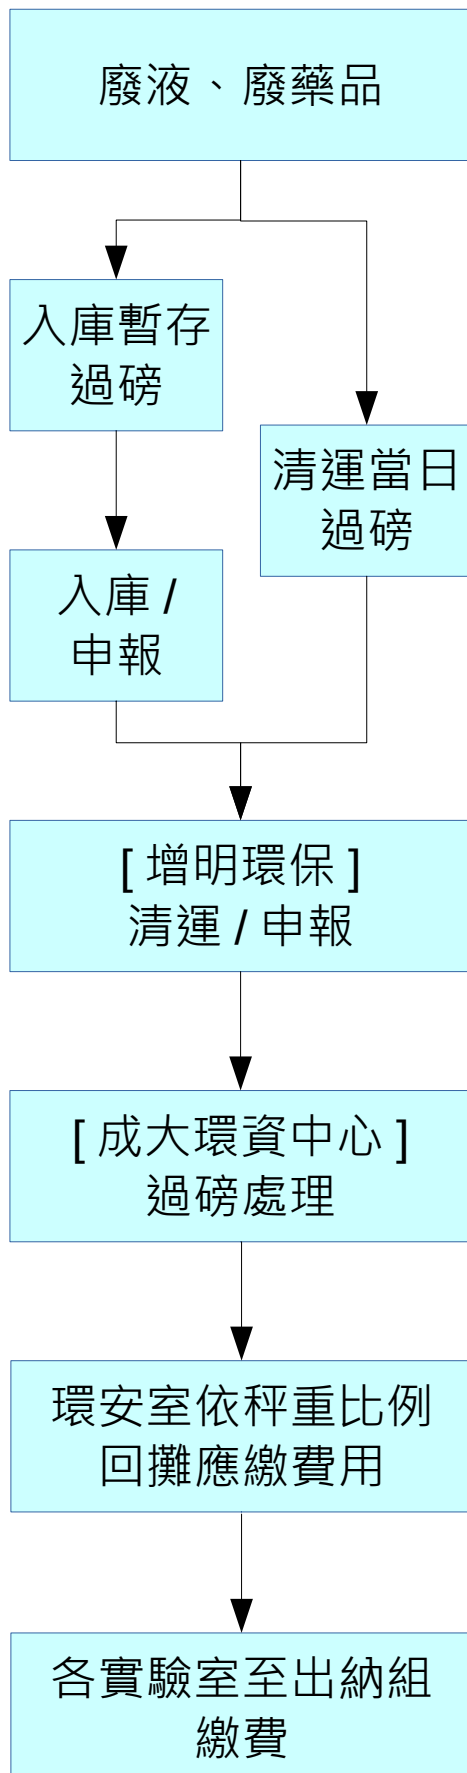 廢液、廢藥品
入庫暫存
過磅
清運當日
過磅
入庫 /
申報
[ 增明環保 ]
清運 / 申報
[ 成大環資中心 ]
過磅處理
環安室依秤重比例
回攤應繳費用
各實驗室至出納組
繳費